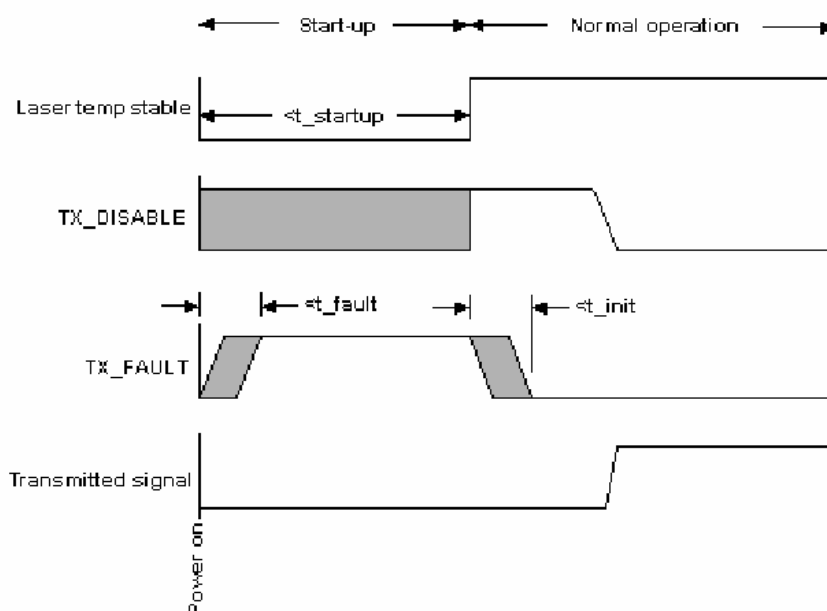 Start-up
Normal operation
Laser temp stable
<t_startup
TX_DISABLE
<t_fault
<t_init
TX_FAULT
Transmitted signal
Power on